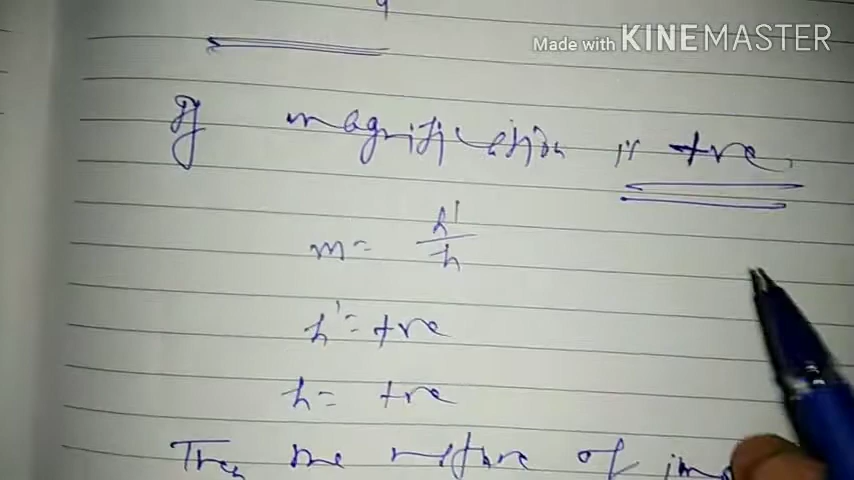 Made with KINEMASTER
If magnification is +ve.
m = h'/h
h' = +ve
h = +ve
Then the nature of